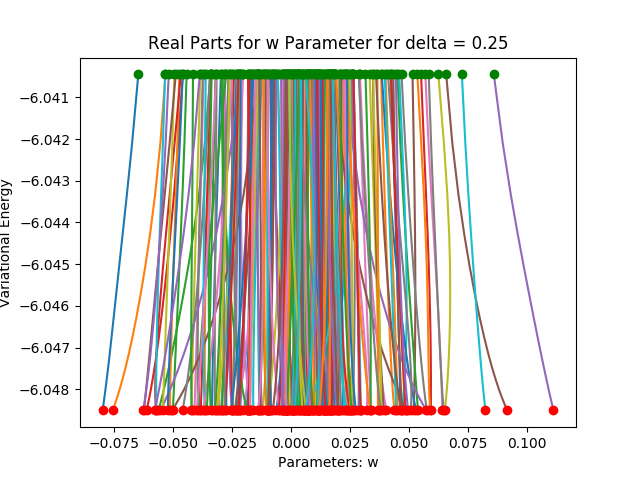 Real Parts for w Parameter for delta = 0.25
Variational Energy
−6.041
−6.042
−6.043
−6.044
−6.045
−6.046
−6.047
−6.048
−0.075 −0.050 −0.025 0.000 0.025 0.050 0.075 0.100
Parameters: w